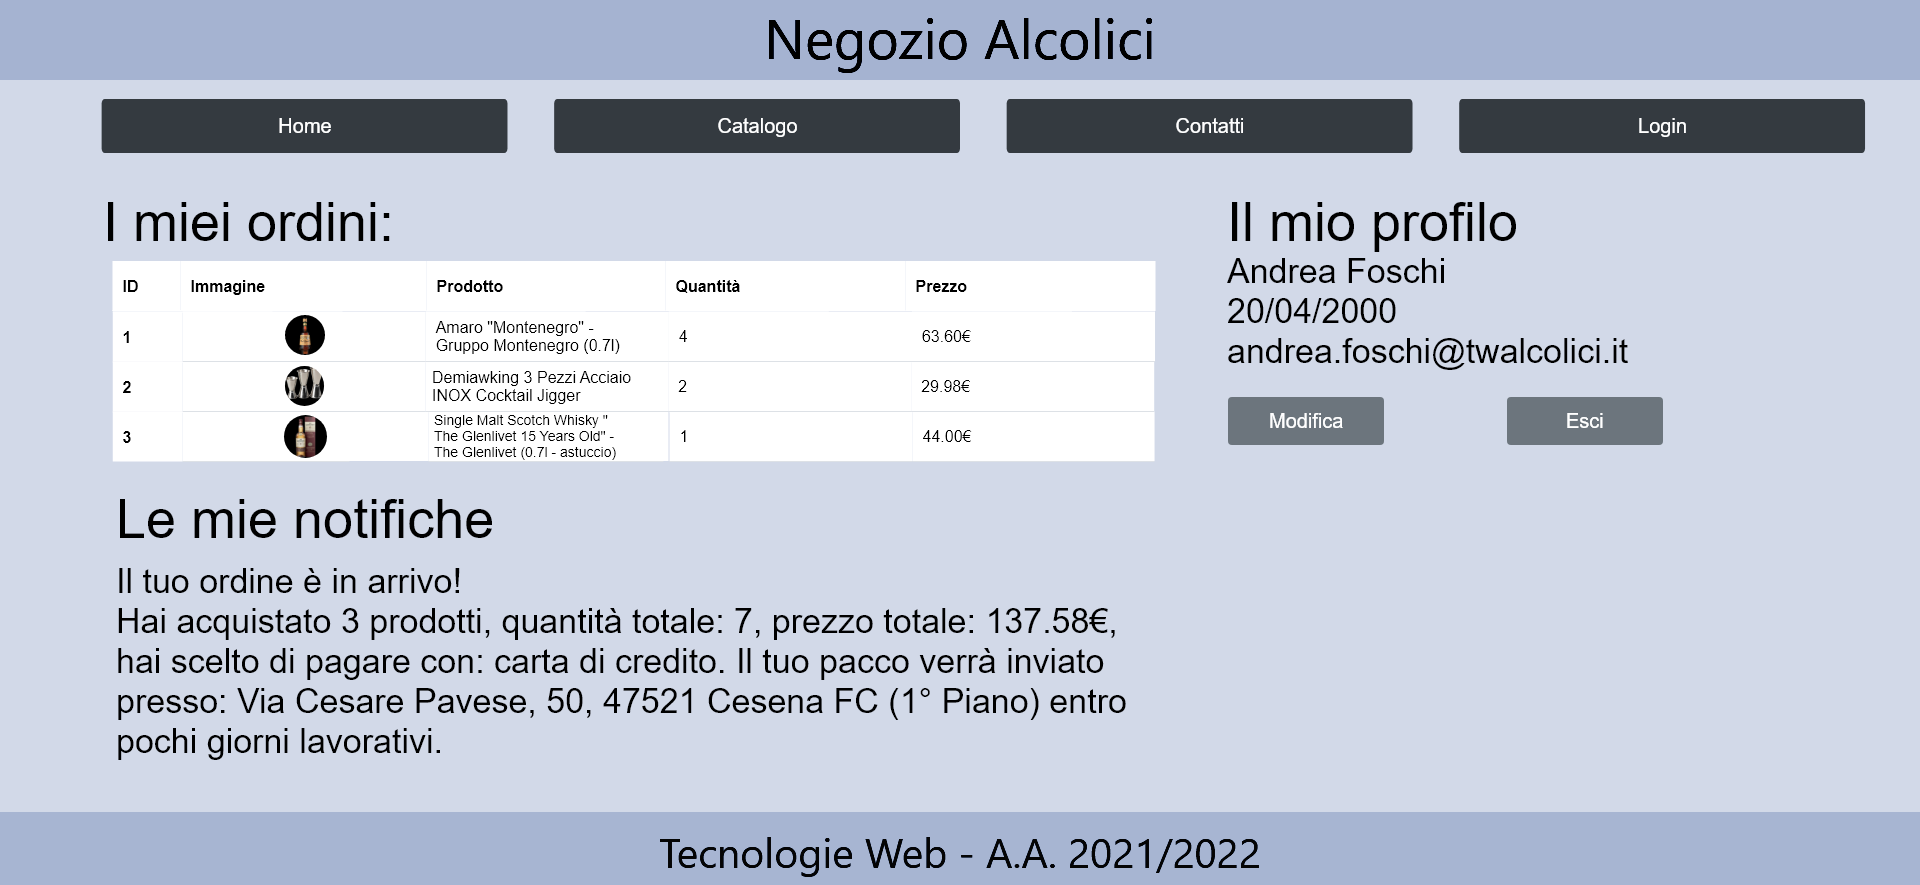 Negozio Alcolici
Home
Catalogo
Contatti
Login
I miei ordini:
ID Immagine Prodotto Quantità Prezzo
1 Amaro "Montenegro" - 4 63.60€
Gruppo Montenegro (0.7l)
2 Demiawking 3 Pezzi Acciaio 2 29.98€
INOX Cocktail Jigger
3 Single Malt Scotch Whisky " 1 44.00€
The Glenlivet 15 Years Old" -
The Glenlivet (0.7l - astuccio)
Il mio profilo
Andrea Foschi
20/04/2000
andrea.foschi@twalcolici.it
Modifica
Esci
Le mie notifiche
Il tuo ordine è in arrivo!
Hai acquistato 3 prodotti, quantità totale: 7, prezzo totale: 137.58€,
hai scelto di pagare con: carta di credito. Il tuo pacco verrà inviato
presso: Via Cesare Pavese, 50, 47521 Cesena FC (1° Piano) entro
pochi giorni lavorativi.
Tecnologie Web - A.A. 2021/2022